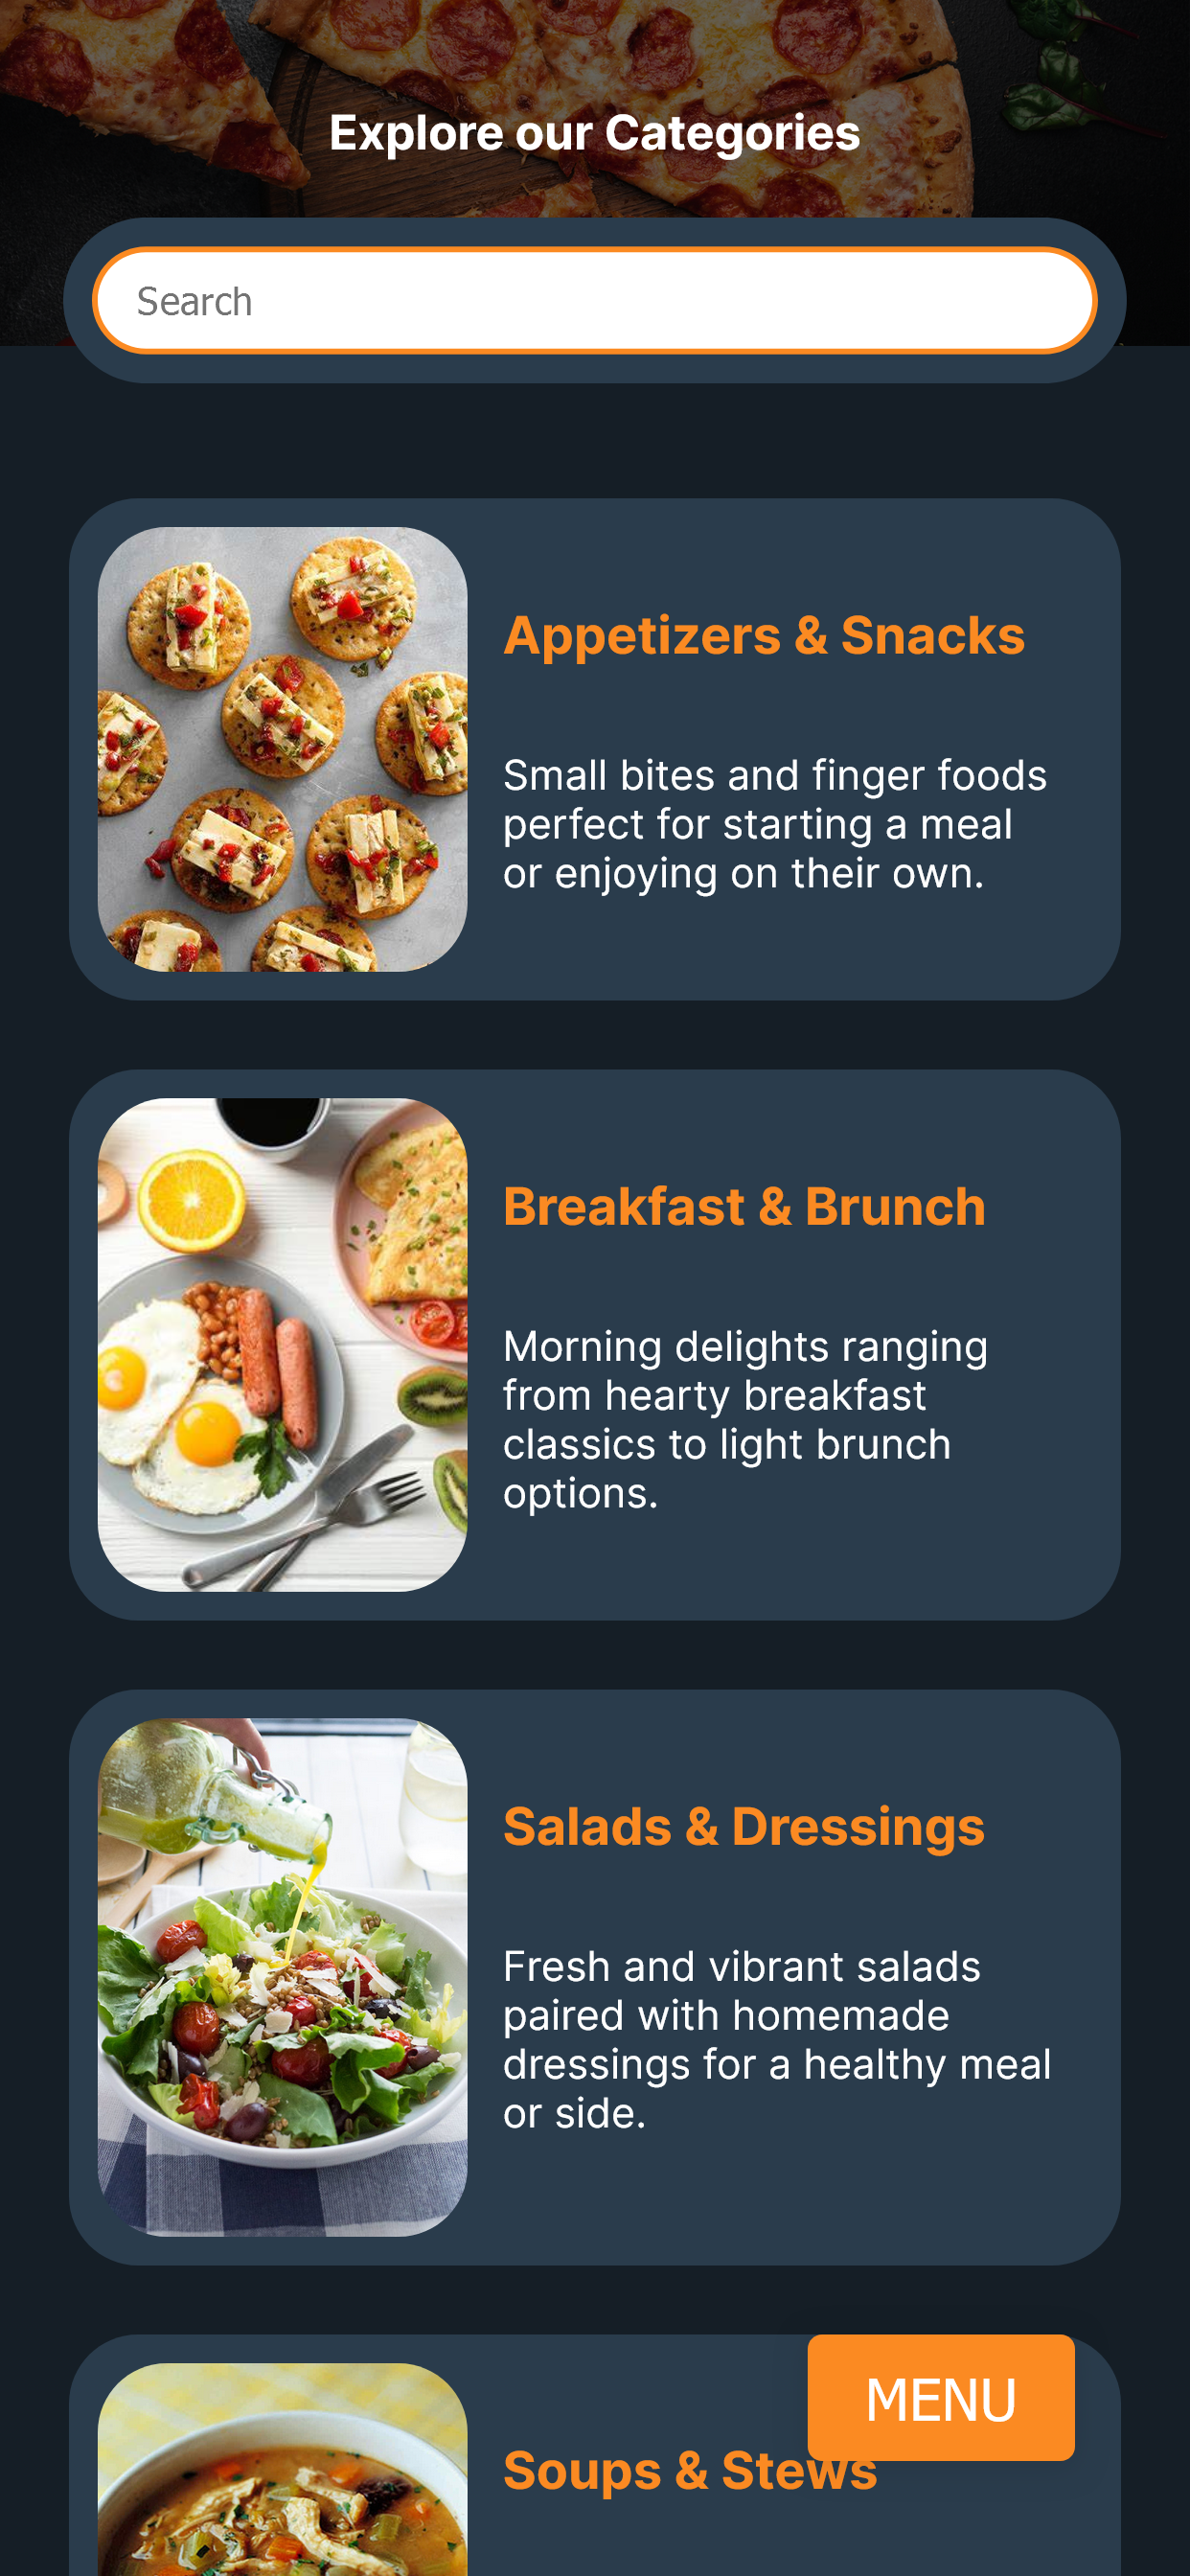 Explore our Categories
Search
Appetizers & Snacks
Small bites and finger foods
perfect for starting a meal
or enjoying on their own.
Breakfast & Brunch
Morning delights ranging
from hearty breakfast
classics to light brunch
options.
Salads & Dressings
Fresh and vibrant salads
paired with homemade
dressings for a healthy meal
or side.
MENU
Soups & Stews